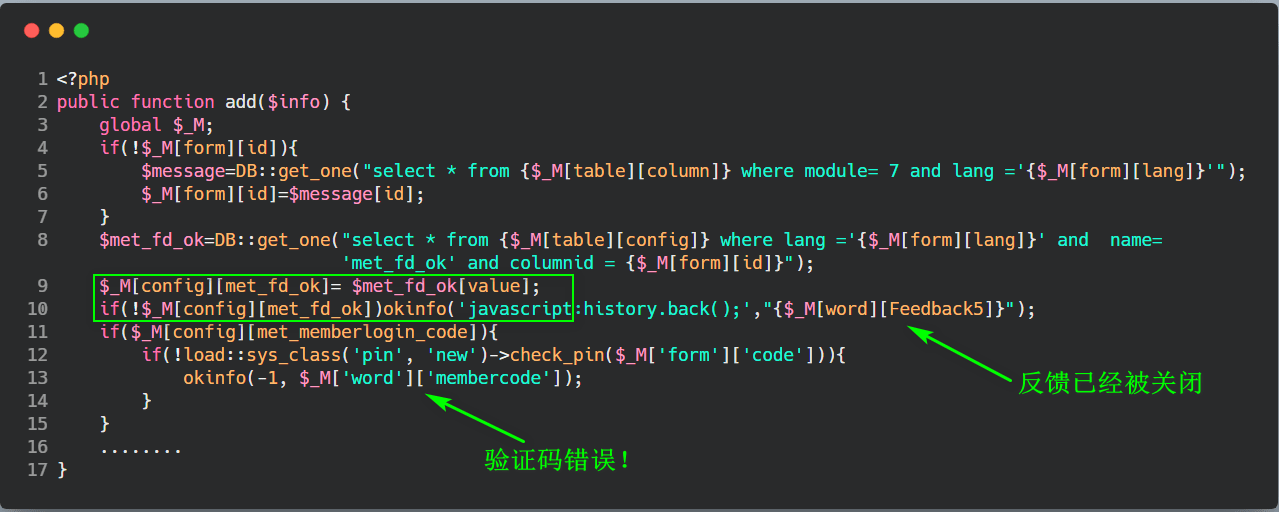 1 <?php
2 public function add($info) {
3     global $_M;
4     if(!$_M[form][id]){
5         $message=DB::get_one("select * from {$_M[table][column]} where module= 7 and lang ='{$_M[form][lang]}'");
6         $_M[form][id]=$message[id];
7     }
8     $met_fd_ok=DB::get_one("select * from {$_M[table][config]} where lang ='{$_M[form][lang]}' and  name=
                           'met_fd_ok' and columnid = {$_M[form][id]}");
9     $_M[config][met_fd_ok]= $met_fd_ok[value];
10     if(!$_M[config][met_fd_ok])okinfo('javascript:history.back();',"{$_M[word][Feedback5]}");
11     if($_M[config][met_memberlogin_code]){
12         if(!load::sys_class('pin', 'new')->check_pin($_M['form']['code'])){
13             okinfo(-1, $_M['word']['membercode']);
反馈已经被关闭
14         }
15     }
16     ........
验证码错误!
17 }